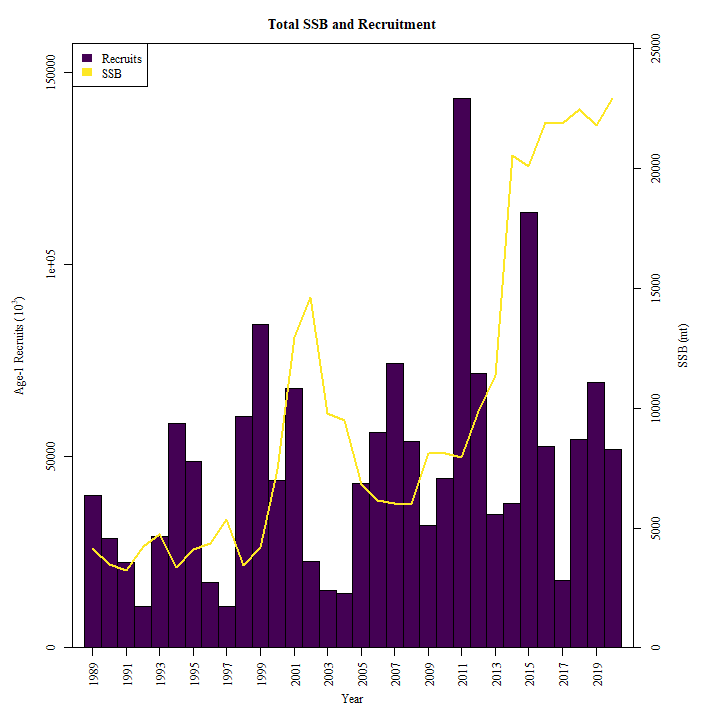 Total SSB and Recruitment
Recruits
SSB
150000
1e+05
50000
0
Age-1 Recruits (10³)
25000
20000
15000
10000
5000
0
SSB (mt)
1989 1991 1993 1995 1997 1999 2001 2003 2005 2007 2009 2011 2013 2015 2017 2019
Year